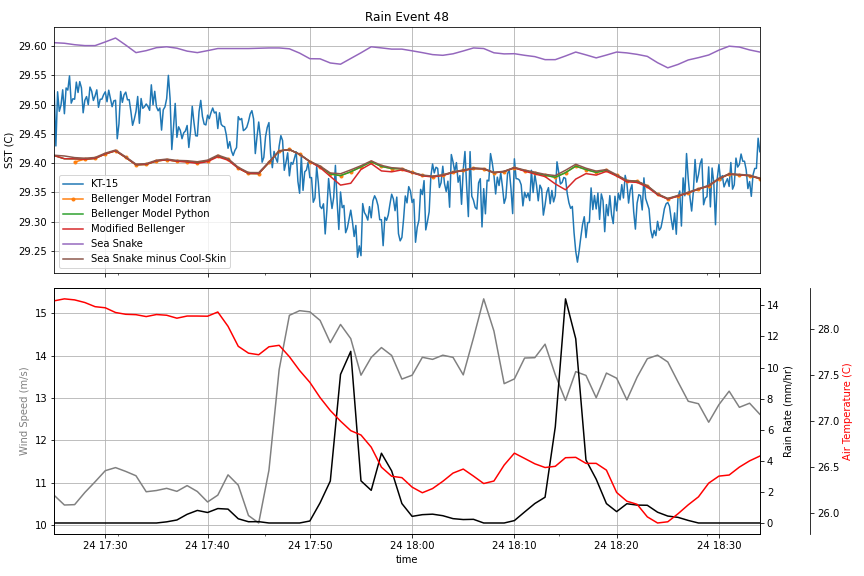 Rain Event 48
SST (C)
29.60
29.55
29.50
29.45
29.40
29.35
29.30
29.25
KT-15
Bellenger Model Fortran
Bellenger Model Python
Modified Bellenger
Sea Snake
Sea Snake minus Cool-Skin
Wind Speed (m/s)
15
14
13
12
11
10
14
12
10
8
6
4
2
0
Rain Rate (mm/hr)
28.0
27.5
27.0
26.5
26.0
Air Temperature (C)
24 17:30 24 17:40 24 17:50 24 18:00 24 18:10 24 18:20 24 18:30
time